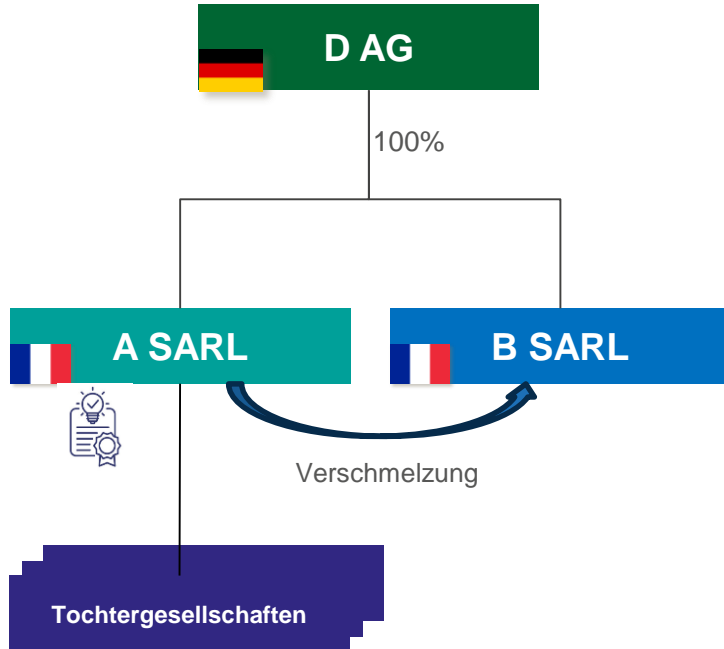 D AG
100%
A SARL
B SARL
Verschmelzung
Tochtergesellschaften